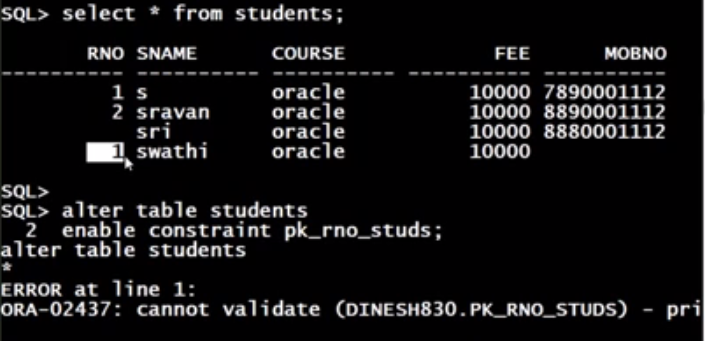 SQL> select * from students;
RNO SNAME COURSE FEE MOBNO
---------- ---------- ---------- ---------- ----------
1 s oracle 10000 7890001112
2 sravan oracle 10000 8890001112
sri oracle 10000 8880001112
1 swathi oracle 10000
SQL>
SQL> alter table students
2 enable constraint pk_rno_studs;
alter table students
*
ERROR at line 1:
ORA-02437: cannot validate (DINESH830.PK_RNO_STUDS) - pri